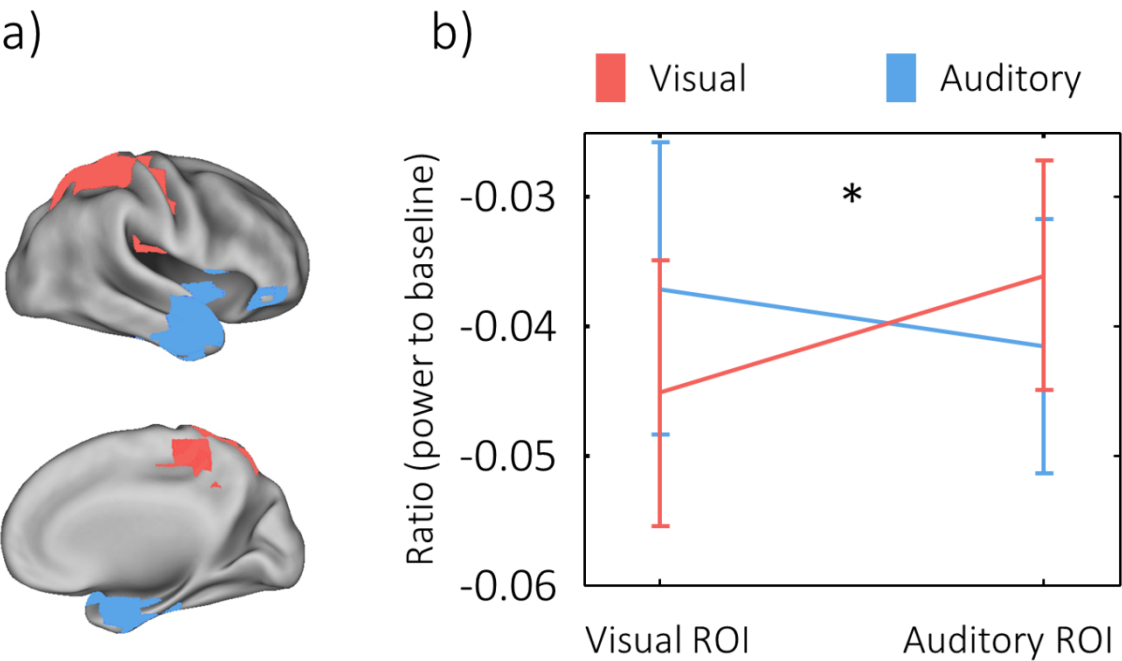 a)
b)
Visual
Auditory
Ratio (power to baseline)
-0.03
*
-0.04
-0.05
-0.06
Visual ROI
Auditory ROI